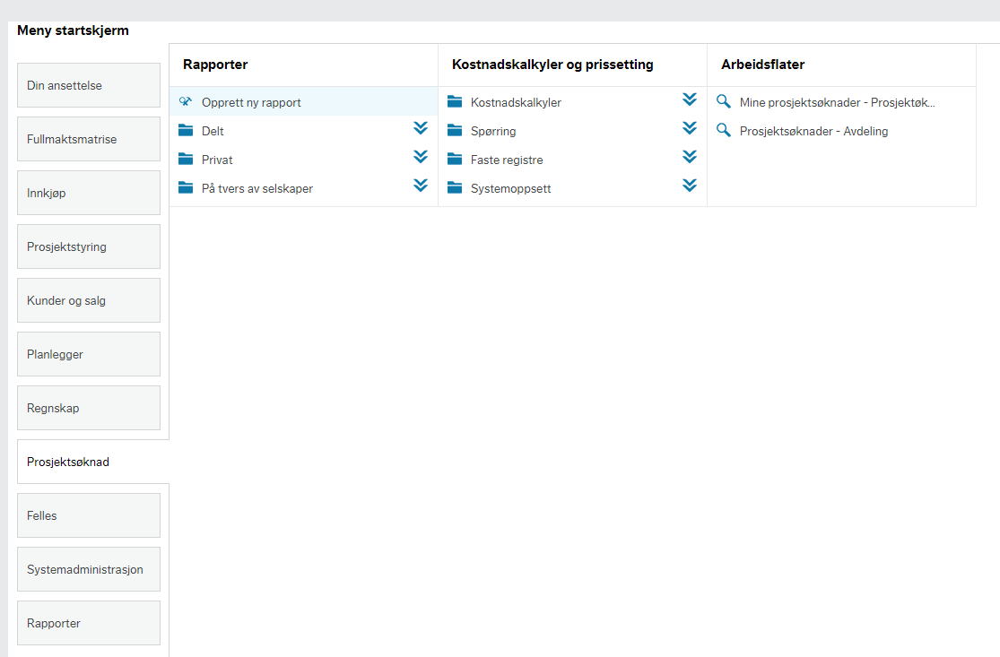 Meny startskjerm
Din ansettelse
Fullmaktsmatrise
Innkjøp
Prosjektstyring
Kunder og salg
Planlegger
Regnskap
Prosjektsøknad
Felles
Systemadministrasjon
Rapporter
Rapporter
Opprett ny rapport
Delt
Privat
På tvers av selskaper
Kostnadskalkyler og prissetting
Kostnadskalkyler
Spørring
Faste registre
Systemoppsett
Arbeidsflater
Mine prosjektsøknader - Prosjektøk...
Prosjektsøknader - Avdeling